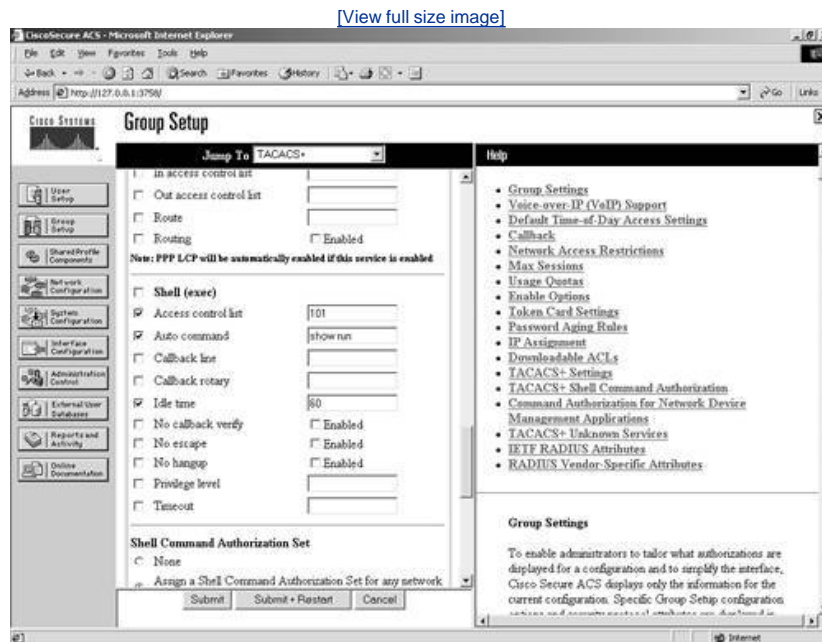 [View full size image]
CiscoSecure ACS - Microsoft Internet Explorer
File Edit View Favorites Tools Help
Back Search Favorites History
Address http://127.0.0.1:3758/ Go Links
CISCO SYSTEMS
Group Setup
Jump To TACACS+
User Setup
Group Setup
Shared Profile Components
Network Configuration
System Configuration
Interface Configuration
Administration Control
External User Databases
Reports and Activity
Online Documentation
In access control list
Out access control list
Route
Routing Enabled
Note: PPP LCP will be automatically enabled if this service is enabled
Shell (exec)
Access control list 101
Auto command show run
Callback line
Callback rotary
Idle time 60
No callback verify Enabled
No escape Enabled
No hangup Enabled
Privilege level
Timeout
Shell Command Authorization Set
None
Assign a Shell Command Authorization Set for any network
Submit Submit + Restart Cancel
Help
Group Settings
Voice-over-IP (VoIP) Support
Default Time-of-Day Access Settings
Callback
Network Access Restrictions
Max Sessions
Usage Quotas
Enable Options
Token Card Settings
Password Aging Rules
IP Assignment
Downloadable ACLs
TACACS+ Settings
TACACS+ Shell Command Authorization
Command Authorization for Network Device
Management Applications
TACACS+ Unknown Services
IETF RADIUS Attributes
RADIUS Vendor-Specific Attributes
Group Settings
To enable administrators to tailor what authorizations are
displayed for a configuration and to simplify the interface,
Cisco Secure ACS displays only the information for the
current configuration. Specific Group Setup configuration
Internet